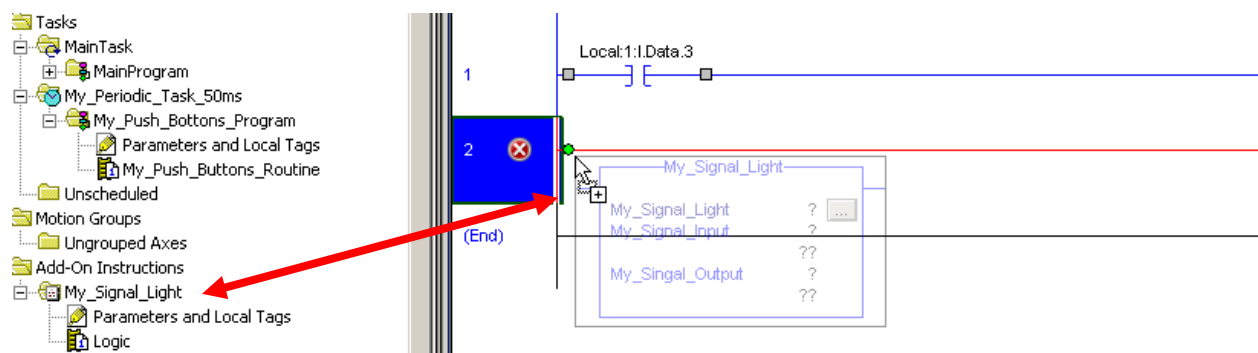 Tasks
MainTask
MainProgram
My_Periodic_Task_50ms
My_Push_Bottons_Program
Parameters and Local Tags
My_Push_Buttons_Routine
Unscheduled
Motion Groups
Ungrouped Axes
Add-On Instructions
My_Signal_Light
Parameters and Local Tags
Logic
Local:1:I.Data.3
1
2
(End)
My_Signal_Light
My_Signal_Light ? ...
My_Signal_Input ?
??
My_Singal_Output ?
??